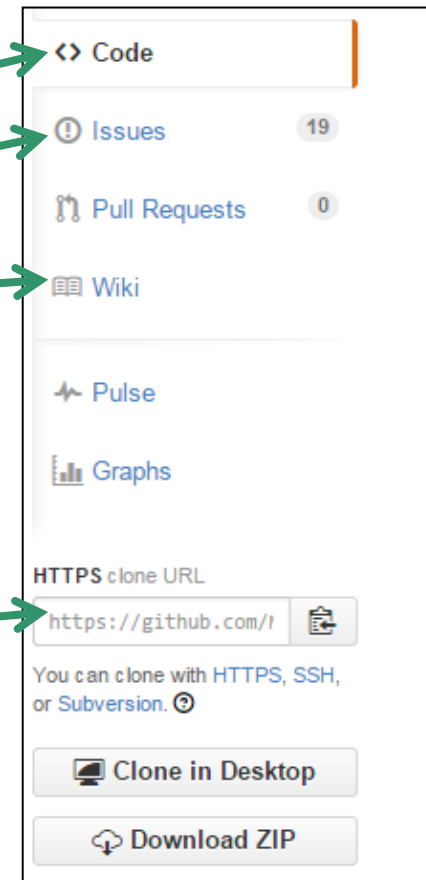 Code
Issues 19
Pull Requests 0
Wiki
Pulse
Graphs
HTTPS clone URL
https://github.com/
You can clone with HTTPS, SSH,
or Subversion.
Clone in Desktop
Download ZIP